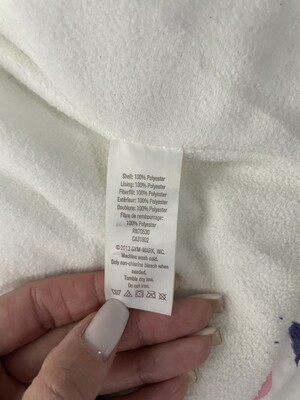 Shell: 100% Polyester
Lining: 100% Polyester
Fiberfill: 100% Polyester
Extérieur: 100% Polyester
Doublure: 100% Polyester
Fibre de rembourrage:
100% Polyester
RN70530
CA31802
©2013 GYM-MARK, INC.
Machine wash cold.
Only non-chlorine bleach when
needed.
Tumble dry low.
Do not iron.